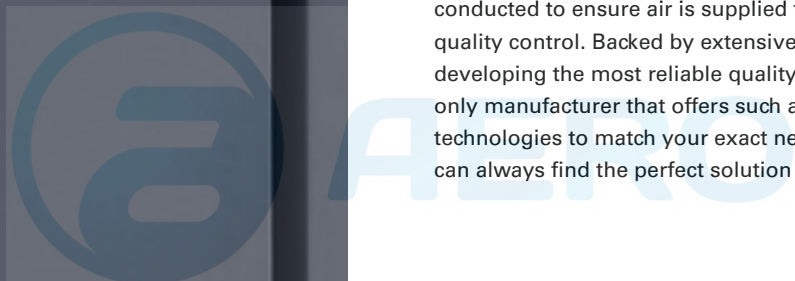 conducted to ensure air is supplied
quality control. Backed by extensive
developing the most reliable quality
only manufacturer that offers such a
technologies to match your exact
can always find the perfect solution
AERO